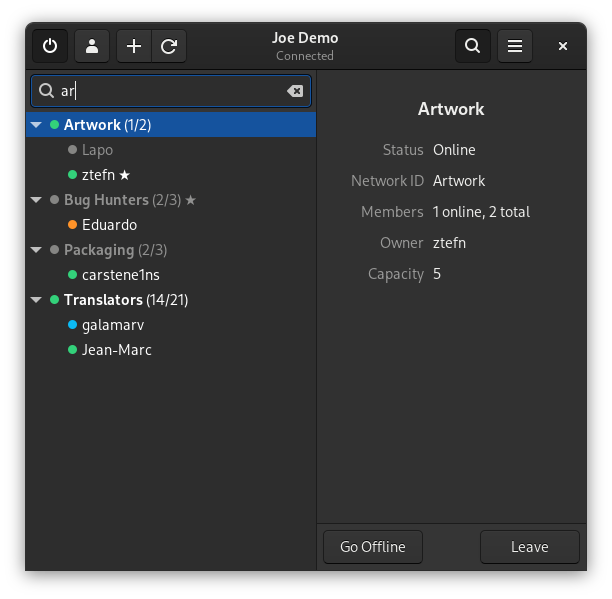 Joe Demo
Connected
ar
Artwork (1/2)
Lapo
ztefn ★
Bug Hunters (2/3) ★
Eduardo
Packaging (2/3)
carstene1ns
Translators (14/21)
galamarv
Jean-Marc
Artwork
Status Online
Network ID Artwork
Members 1 online, 2 total
Owner ztefn
Capacity 5
Go Offline
Leave